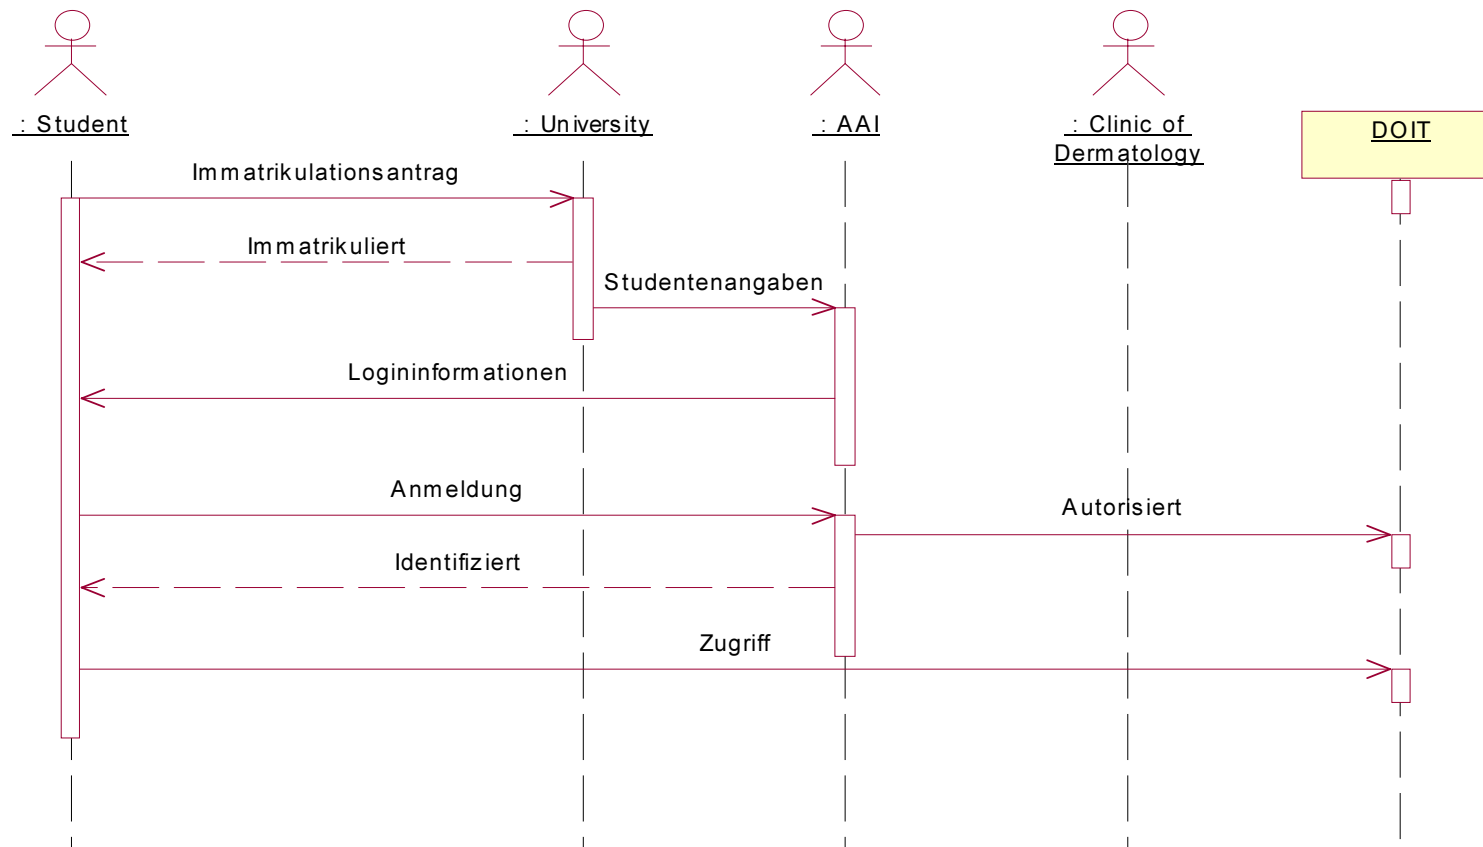 : Student
: University
: AAI
: Clinic of
Dermatology
DOIT
Immatrikulationsantrag
Immatrikuliert
Studentenangaben
Logininformationen
Anmeldung
Autorisiert
Identifiziert
Zugriff